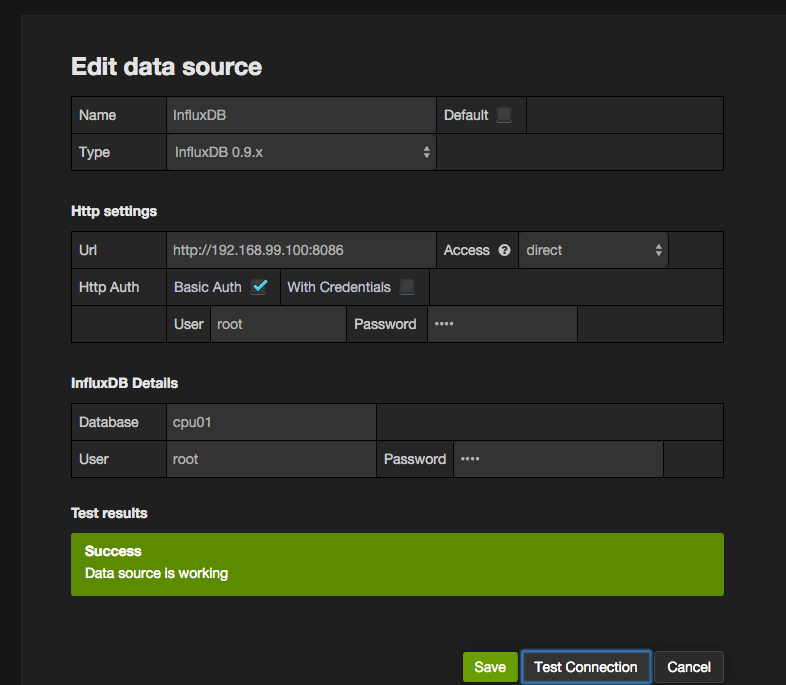 Edit data source
Name InfluxDB Default
Type InfluxDB 0.9.x
Http settings
Url http://192.168.99.100:8086 Access ? direct
Http Auth Basic Auth With Credentials
User root Password ••••
InfluxDB Details
Database cpu01
User root Password ••••
Test results
Success
Data source is working
Save Test Connection Cancel